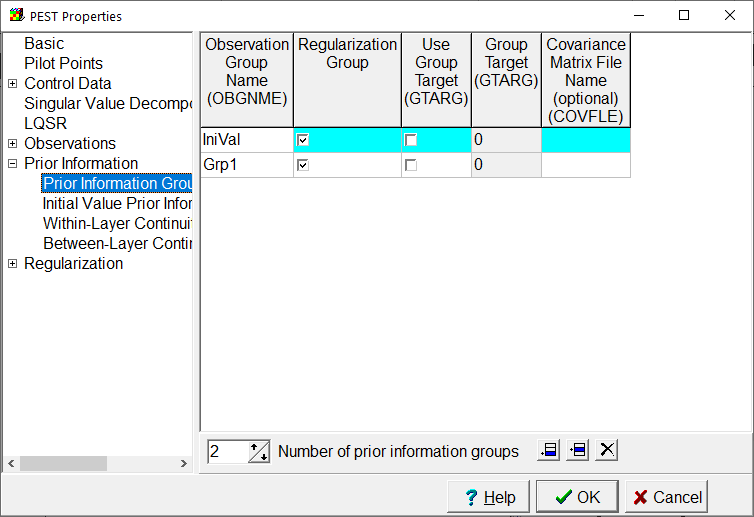 PEST Properties
Basic
Pilot Points
Control Data
Singular Value Decompo
LQSR
Observations
Prior Information
Prior Information Grou
Initial Value Prior Infor
Within-Layer Continuit
Between-Layer Contin
Regularization
Observation Group Name (OBGNME)
Regularization Group
Use Group Target (GTARG)
Group Target (GTARG)
Covariance Matrix File Name (optional) (COVFLE)
IniVal 0
Grp1 0
2 Number of prior information groups
? Help
OK
Cancel